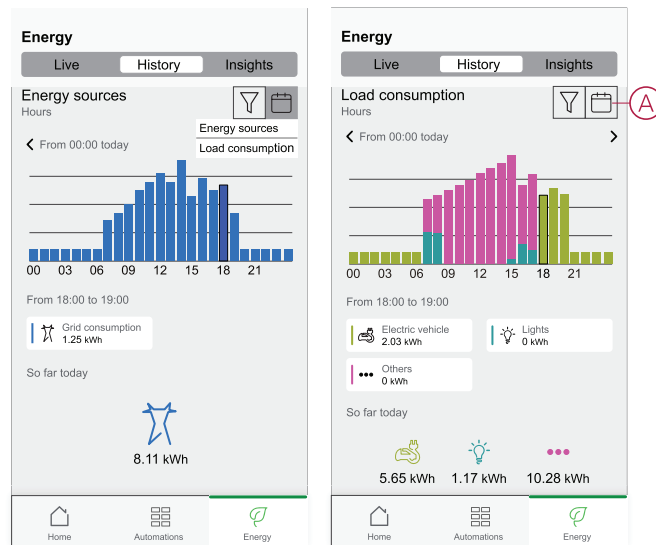 Energy
Live History Insights
Energy sources
Hours
Energy sources
Load consumption
From 00:00 today
00 03 06 09 12 15 18 21
From 18:00 to 19:00
Grid consumption
1.25 kWh
So far today
8.11 kWh
Home Automations Energy
Energy
Live History Insights
Load consumption
Hours
A
From 00:00 today
00 03 06 09 12 15 18 21
From 18:00 to 19:00
Electric vehicle
2.03 kWh
Lights
0 kWh
Others
0 kWh
So far today
5.65 kWh 1.17 kWh 10.28 kWh
Home Automations Energy